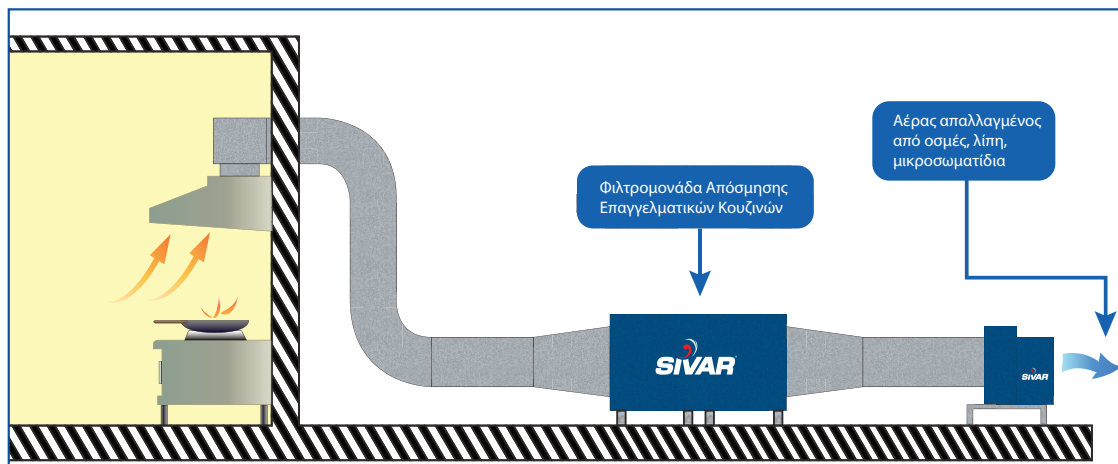 Αέρας απαλλαγμένος
από οσμές, λίπη,
μικροσωματίδια
Φιλτρομονάδα Απόσμησης
Επαγγελματικών Κουζινών
SIVAR
SIVAR